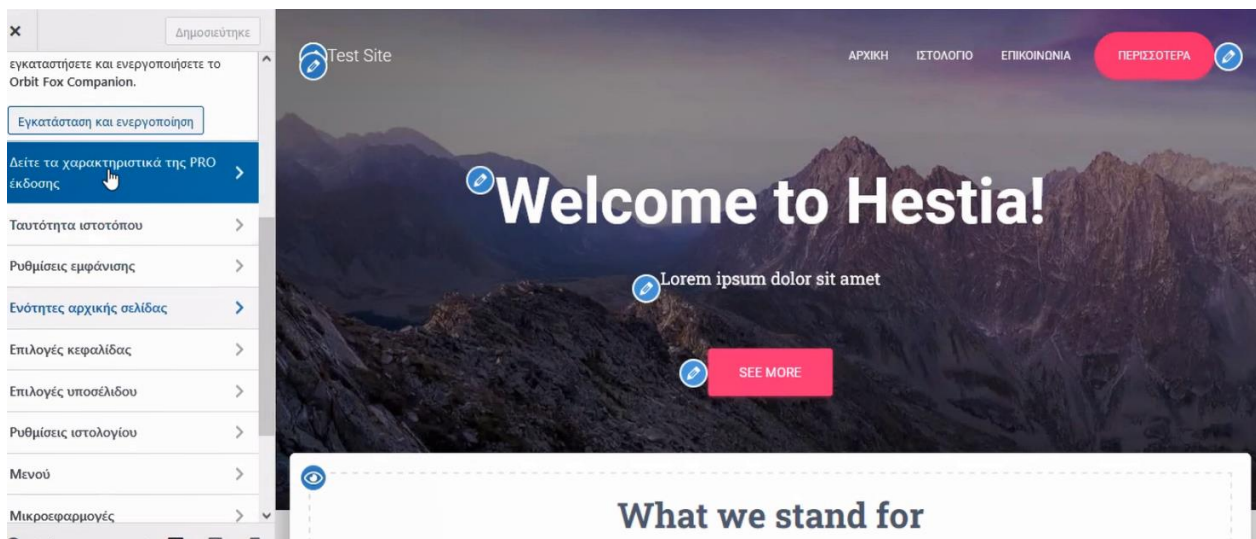 Δημοσιεύτηκε
εγκαταστήσετε και ενεργοποιήσετε το
Orbit Fox Companion.
Εγκατάσταση και ενεργοποίηση
Δείτε τα χαρακτηριστικά της PRO
έκδοσης
Ταυτότητα ιστοτόπου
Ρυθμίσεις εμφάνισης
Ενότητες αρχικής σελίδας
Επιλογές κεφαλίδας
Επιλογές υποσέλιδου
Ρυθμίσεις ιστολογίου
Μενού
Μικροεφαρμογές
Test Site
ΑΡΧΙΚΗ ΙΣΤΟΛΟΓΙΟ ΕΠΙΚΟΙΝΩΝΙΑ ΠΕΡΙΣΣΟΤΕΡΑ
Welcome to Hestia!
Lorem ipsum dolor sit amet
SEE MORE
What we stand for